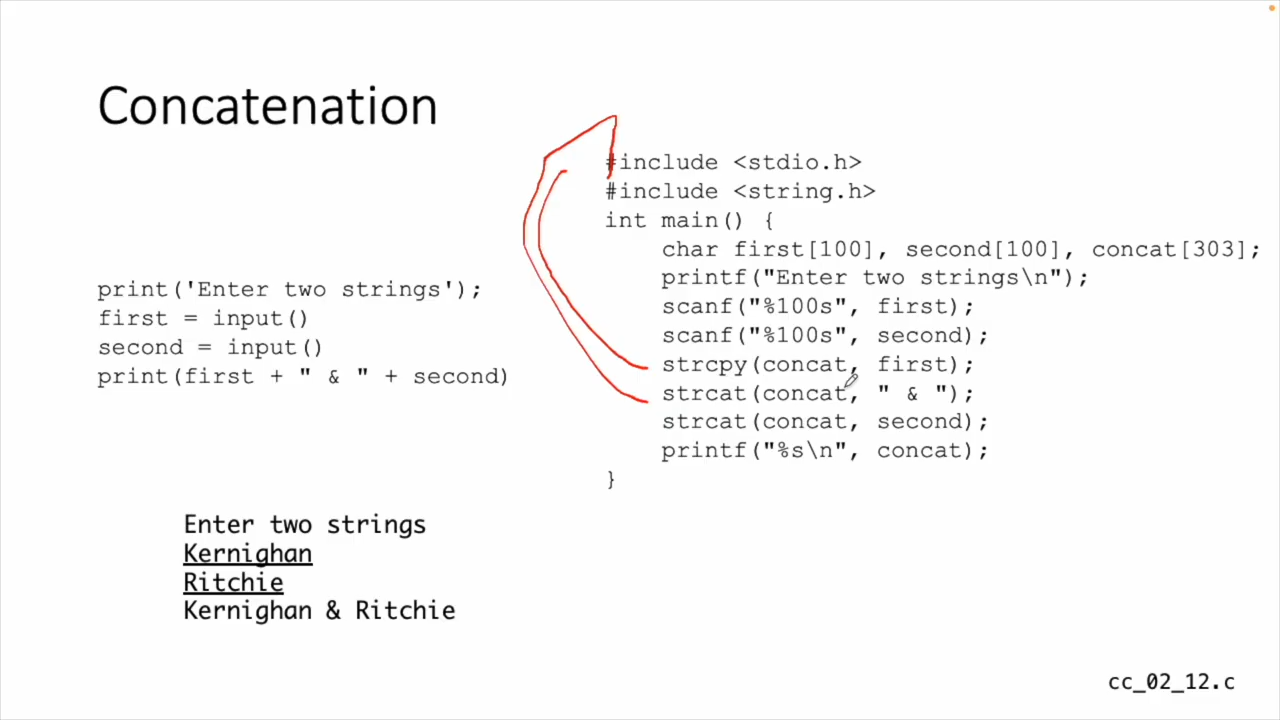 Concatenation
print('Enter two strings');
first = input()
second = input()
print(first + " & " + second)
#include <stdio.h>
#include <string.h>
int main() {
char first[100], second[100], concat[303];
printf("Enter two strings\n");
scanf("%100s", first);
scanf("%100s", second);
strcpy(concat, first);
strcat(concat, " & ");
strcat(concat, second);
printf("%s\n", concat);
}
Enter two strings
Kernighan
Ritchie
Kernighan & Ritchie
cc_02_12.c